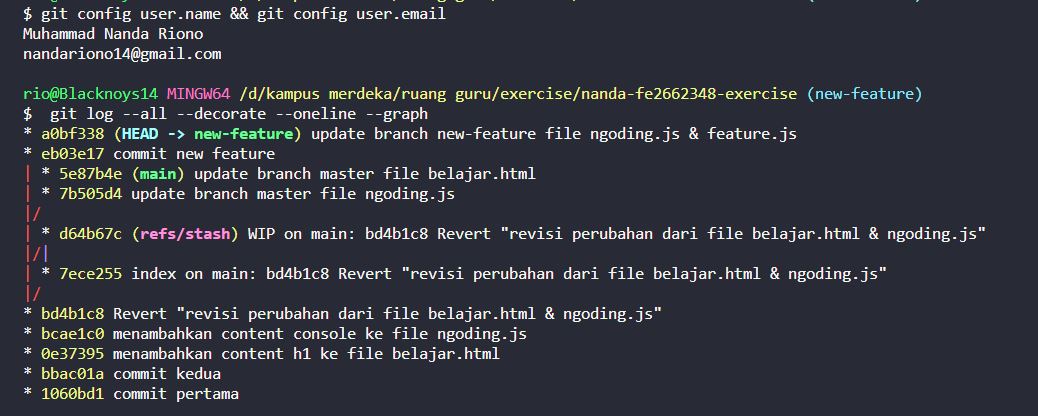 $ git config user.name && git config user.email
Muhammad Nanda Riono
nandariono14@gmail.com
rio@Blacknoys14 MINGW64 /d/kampus merdeka/ruang guru/exercise/nanda-fe2662348-exercise (new-feature)
$  git log --all --decorate --oneline --graph
* a0bf338 (HEAD -> new-feature) update branch new-feature file ngoding.js & feature.js
* eb03e17 commit new feature
| * 5e87b4e (main) update branch master file belajar.html
| * 7b505d4 update branch master file ngoding.js
|/
| * d64b67c (refs/stash) WIP on main: bd4b1c8 Revert "revisi perubahan dari file belajar.html & ngoding.js"
|/|
| * 7ece255 index on main: bd4b1c8 Revert "revisi perubahan dari file belajar.html & ngoding.js"
|/
* bd4b1c8 Revert "revisi perubahan dari file belajar.html & ngoding.js"
* bcae1c0 menambahkan content console ke file ngoding.js
* 0e37395 menambahkan content h1 ke file belajar.html
* bbac01a commit kedua
* 1060bd1 commit pertama